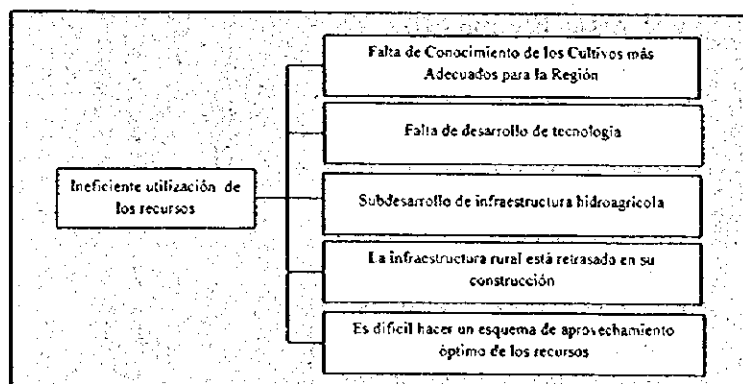 Falta de Conocimiento de los Cultivos más
Adecuados para la Región
Falta de desarrollo de tecnología
Ineficiente utilización de
los recursos
Subdesarrollo de infraestructura hidroagrícola
La infraestructura rural está retrasado en su
construcción
Es difícil hacer un esquema de aprovechamiento
óptimo de los recursos